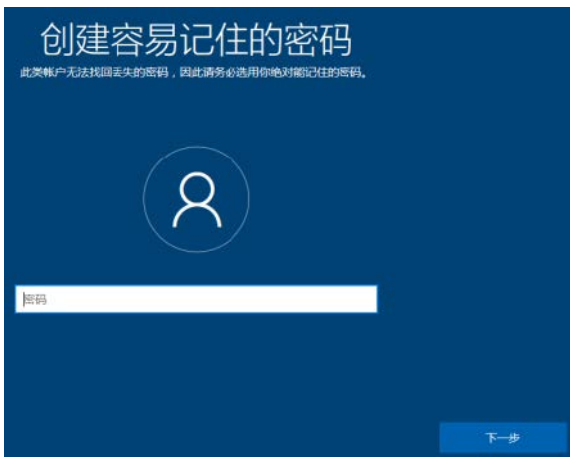 创建容易记住的密码
此类帐户无法找回丢失的密码，因此请务必选用你绝对能记住的密码。
密码
下一步